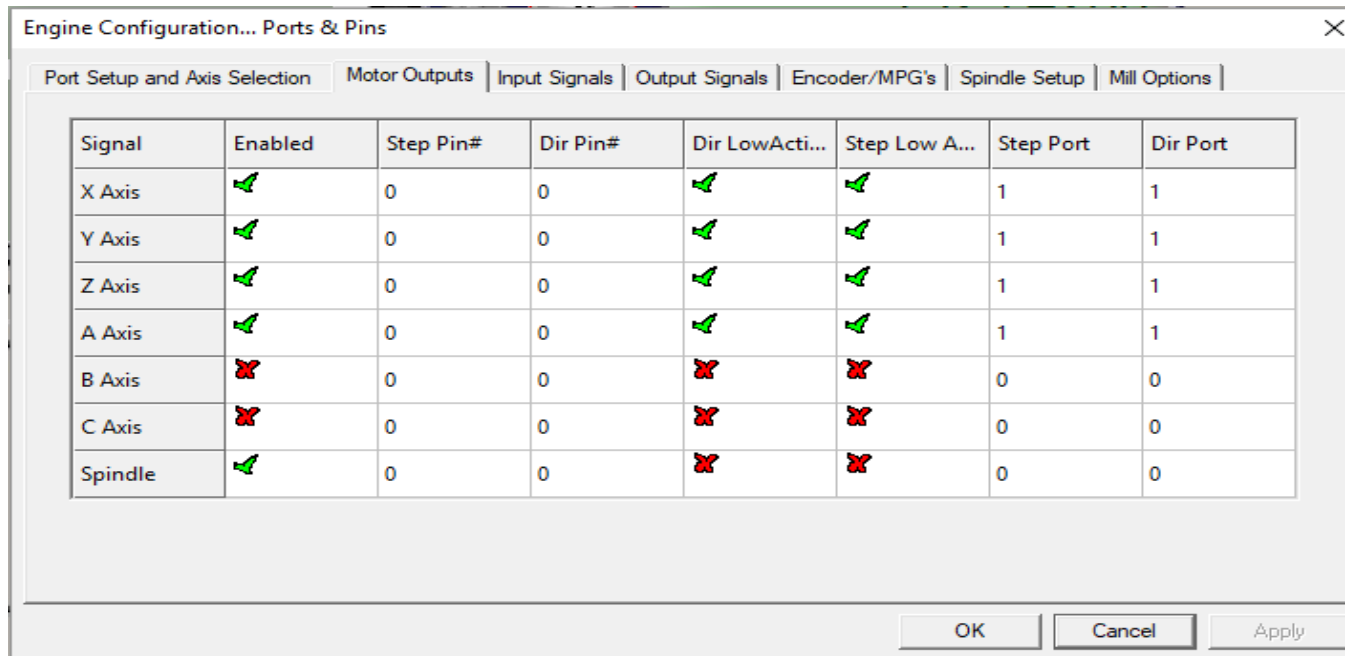 Engine Configuration... Ports & Pins
Port Setup and Axis Selection Motor Outputs Input Signals Output Signals Encoder/MPG's Spindle Setup Mill Options
Signal Enabled Step Pin# Dir Pin# Dir LowActi... Step Low A... Step Port Dir Port
X Axis 0 0 1 1
Y Axis 0 0 1 1
Z Axis 0 0 1 1
A Axis 0 0 1 1
B Axis 0 0 0 0
C Axis 0 0 0 0
Spindle 0 0 0 0
OK Cancel Apply